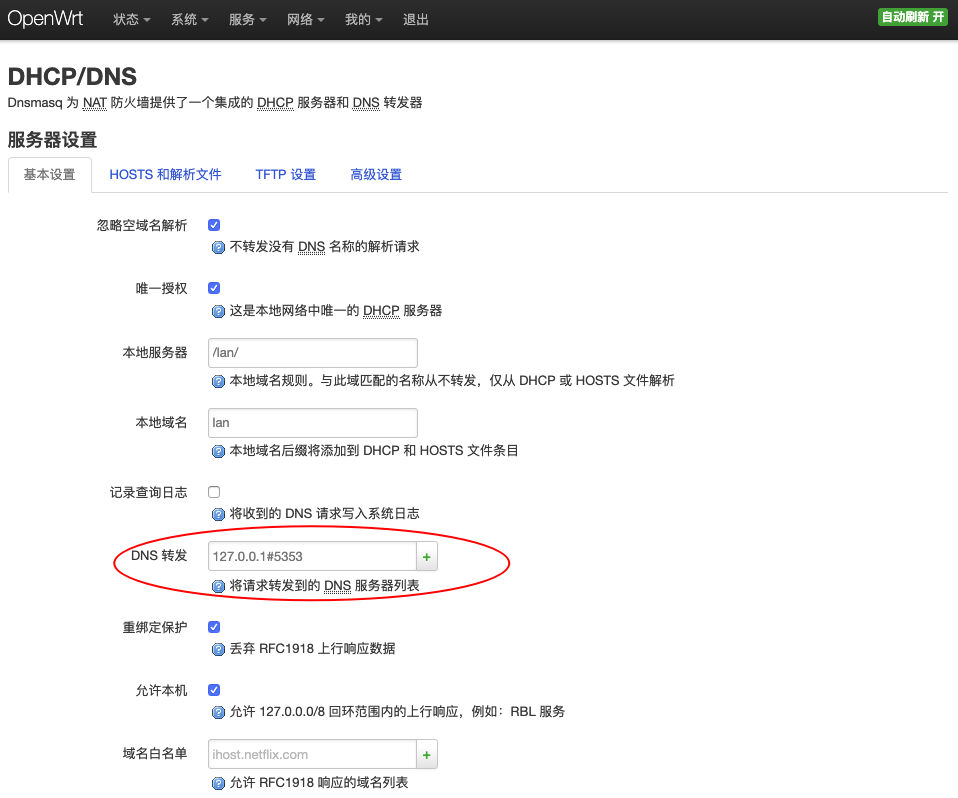 OpenWrt 状态 系统 服务 网络 我的 退出 自动刷新 开
DHCP/DNS
Dnsmasq 为 NAT 防火墙提供了一个集成的 DHCP 服务器和 DNS 转发器
服务器设置
基本设置 HOSTS 和解析文件 TFTP 设置 高级设置
忽略空域名解析
不转发没有 DNS 名称的解析请求
唯一授权
这是本地网络中唯一的 DHCP 服务器
本地服务器 /lan/
本地域名规则。与此域匹配的名称从不转发，仅从 DHCP 或 HOSTS 文件解析
本地域名 lan
本地域名后缀将添加到 DHCP 和 HOSTS 文件条目
记录查询日志
将收到的 DNS 请求写入系统日志
DNS 转发 127.0.0.1#5353
将请求转发到的 DNS 服务器列表
重绑定保护
丢弃 RFC1918 上行响应数据
允许本机
允许 127.0.0.0/8 回环范围内的上行响应，例如：RBL 服务
域名白名单 ihost.netflix.com
允许 RFC1918 响应的域名列表